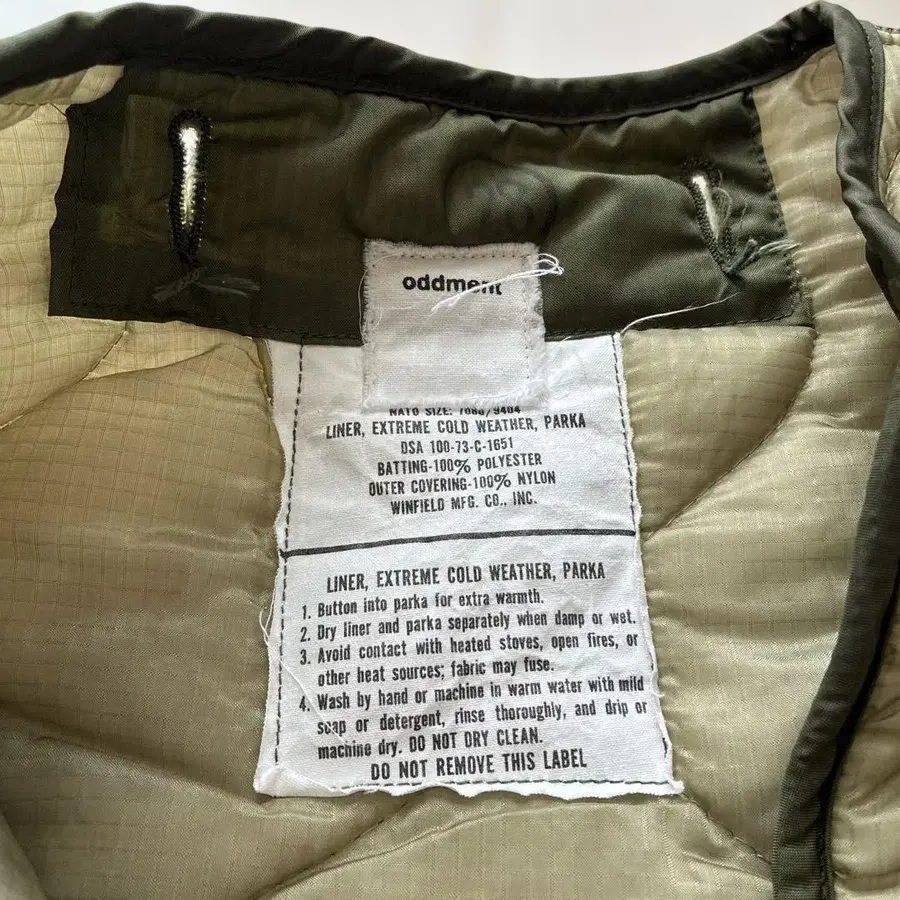 oddment
NATO SIZE: 7080/9404
LINER, EXTREME COLD WEATHER, PARKA
DSA 100-73-C-1651
BATTING-100% POLYESTER
OUTER COVERING-100% NYLON
WINFIELD MFG. CO., INC.
LINER, EXTREME COLD WEATHER, PARKA
1. Button into parka for extra warmth.
2. Dry liner and parka separately when damp or wet.
3. Avoid contact with heated stoves, open fires, or
other heat sources; fabric may fuse.
4. Wash by hand or machine in warm water with mild
soap or detergent, rinse thoroughly, and drip or
machine dry. DO NOT DRY CLEAN.
DO NOT REMOVE THIS LABEL